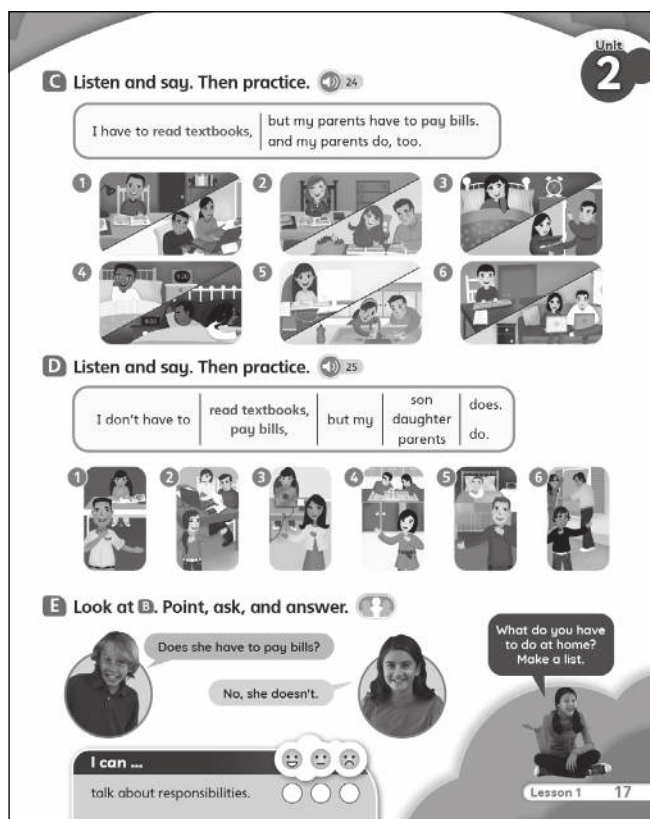 Unit
2
C Listen and say. Then practice. 24
I have to read textbooks,
but my parents have to pay bills.
and my parents do, too.
1
2
3
4
5
6
D Listen and say. Then practice. 25
I don't have to
read textbooks,
pay bills,
but my
son
daughter
parents
does.
do.
1
2
3
4
5
6
E Look at B. Point, ask, and answer.
Does she have to pay bills?
No, she doesn't.
What do you have
to do at home?
Make a list.
I can ...
talk about responsibilities.
Lesson 1 17